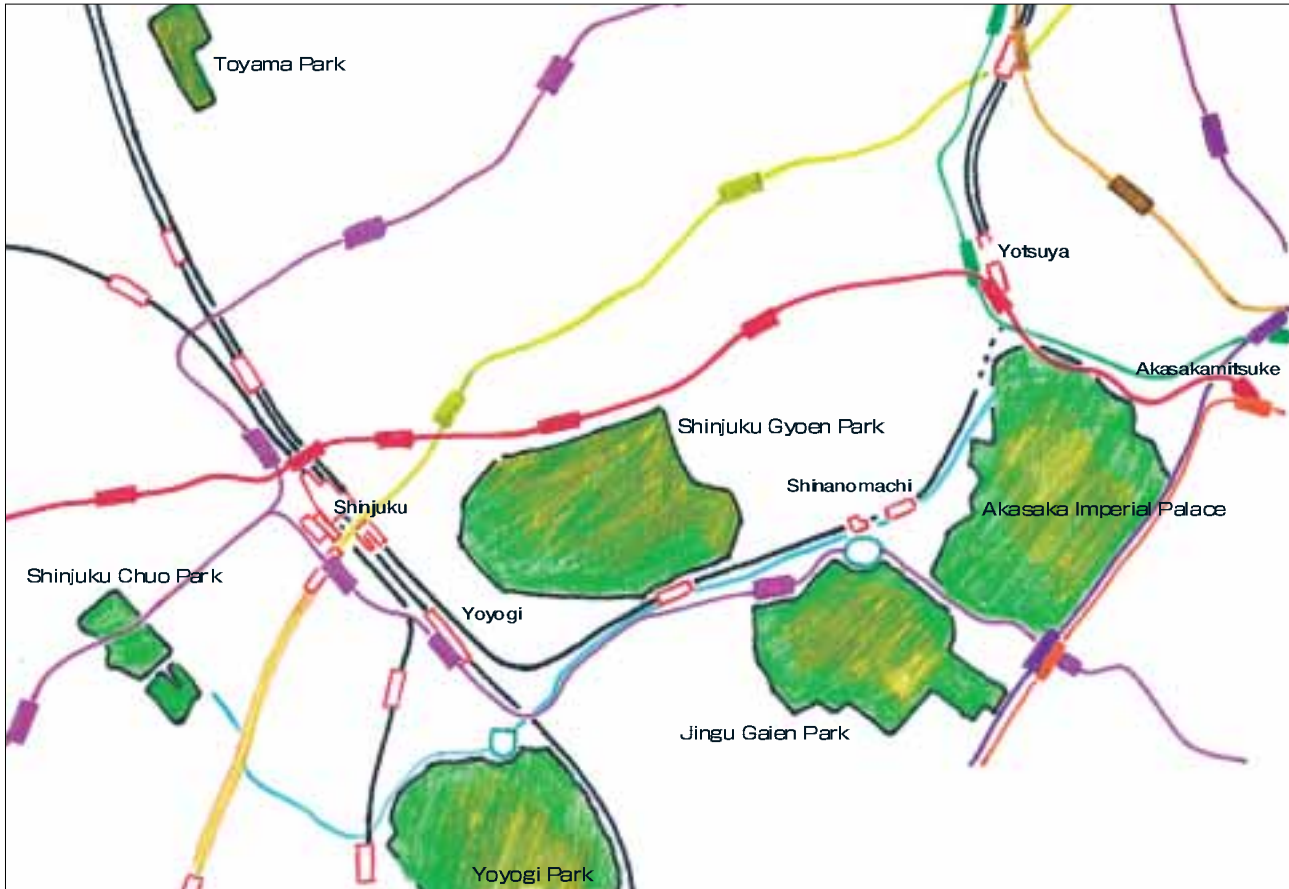 Toyama Park
Yotsuya
Akasakamitsuke
Shinjuku Gyoen Park
Shinanomachi
Shinjuku
Akasaka Imperial Palace
Shinjuku Chuo Park
Yoyogi
Jingu Gaien Park
Yoyogi Park